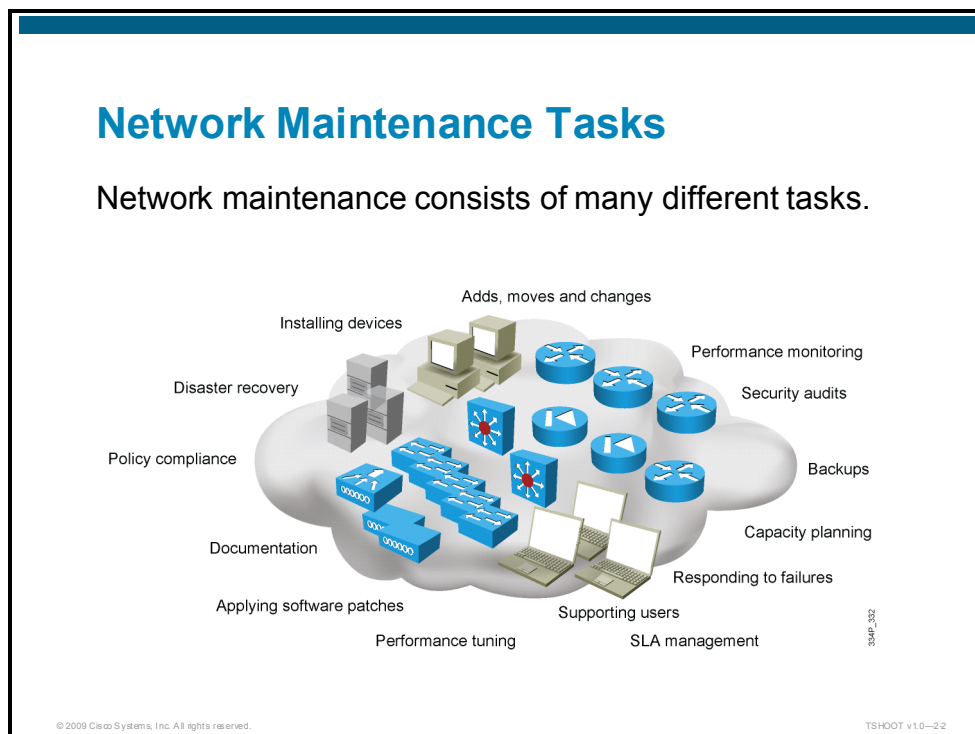 Network Maintenance Tasks
Network maintenance consists of many different tasks.
Adds, moves and changes
Installing devices
Performance monitoring
Disaster recovery
Security audits
Policy compliance
Backups
Capacity planning
Documentation
Responding to failures
Applying software patches
Supporting users
Performance tuning
SLA management
334P_332
© 2009 Cisco Systems, Inc. All rights reserved.
TSHOOT v1.0—2-2